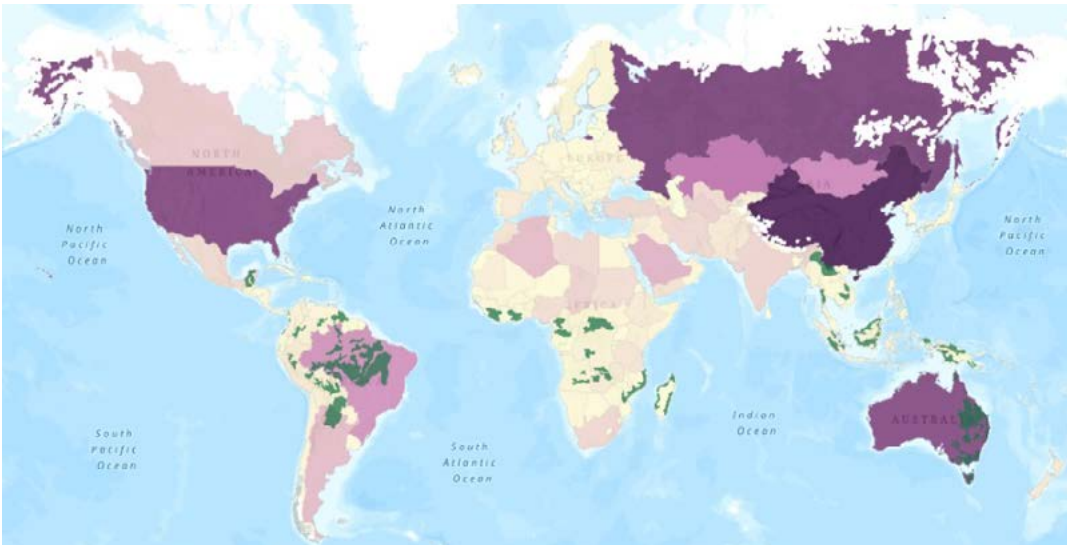 NORTH
AMERICA
EUROPE
North
Pacific
Ocean
North
Atlantic
Ocean
North
Pacific
Ocean
South
Pacific
Ocean
South
Atlantic
Ocean
Indian
Ocean
AUSTRAL